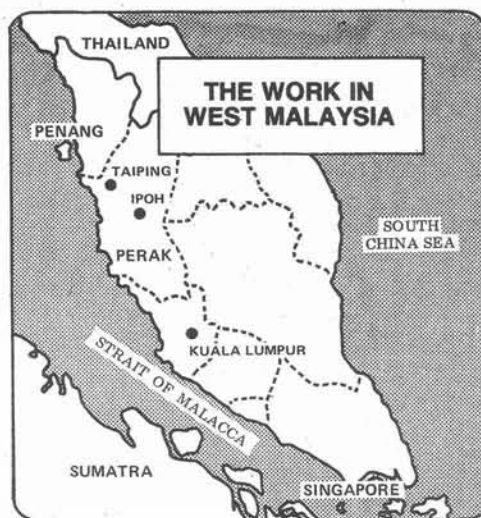 THAILAND
THE WORK IN
WEST MALAYSIA
PENANG
TAIPING
IPOH
SOUTH
CHINA SEA
PERAK
KUALA LUMPUR
STRAIT OF MALACCA
SUMATRA
SINGAPORE